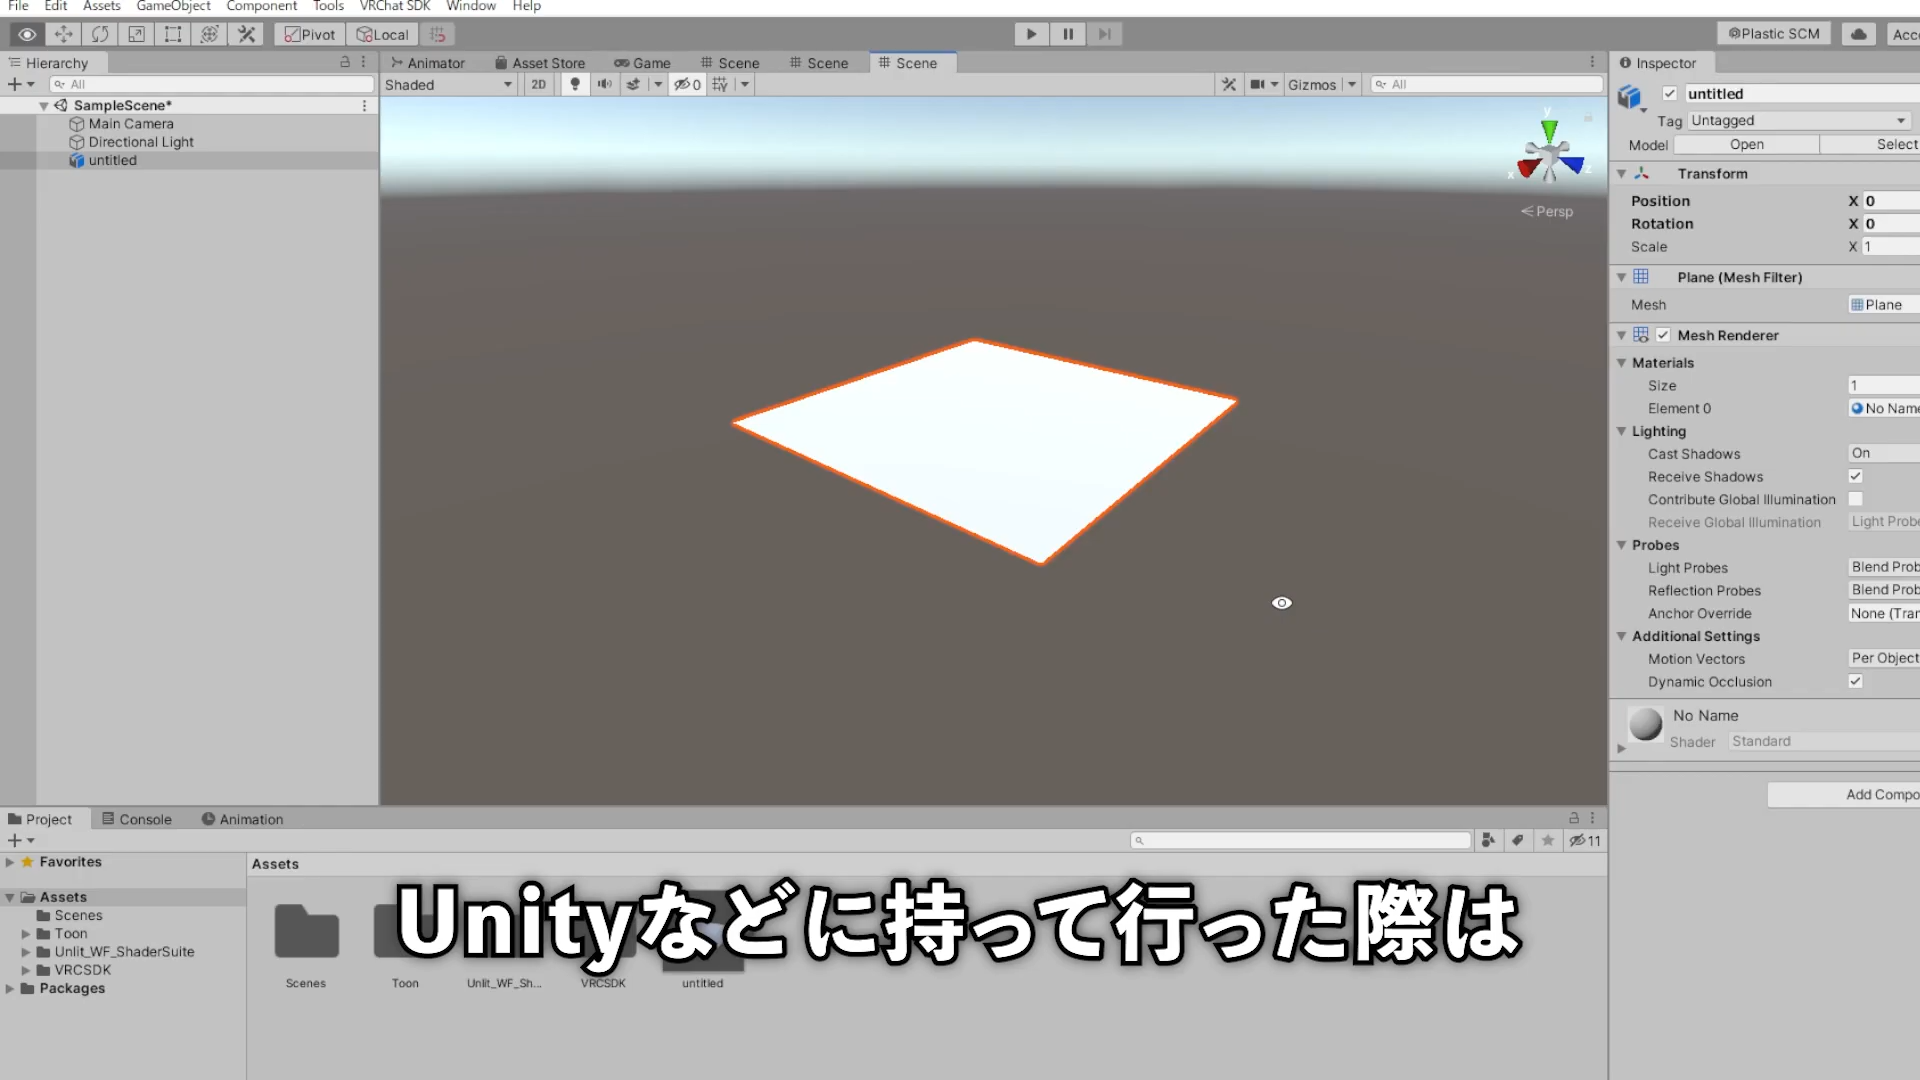 File Edit Assets GameObject Component Tools VRChat SDK Window Help
Pivot Local Plastic SCM Acc
Hierarchy Animator Asset Store Game Scene Scene Scene Inspector
All Shaded 2D 0 Gizmos All untitled
SampleScene*
Main Camera
Directional Light
untitled
y
x
z
Persp
Tag Untagged
Model Open Select
Transform
Position X 0
Rotation X 0
Scale X 1
Plane (Mesh Filter)
Mesh Plane
Mesh Renderer
Materials
Size 1
Element 0 No Name
Lighting
Cast Shadows On
Receive Shadows
Contribute Global Illumination
Receive Global Illumination Light Probe
Probes
Light Probes Blend Prob
Reflection Probes Blend Prob
Anchor Override None (Tran
Additional Settings
Motion Vectors Per Object
Dynamic Occlusion
No Name
Shader Standard
Add Compo
Project Console Animation
11
Favorites
Assets
Scenes
Toon
Unlit_WF_ShaderSuite
VRCSDK
Packages
Assets
Scenes Toon Unlit_WF_Sh... VRCSDK untitled
Unityなどに持って行った際は